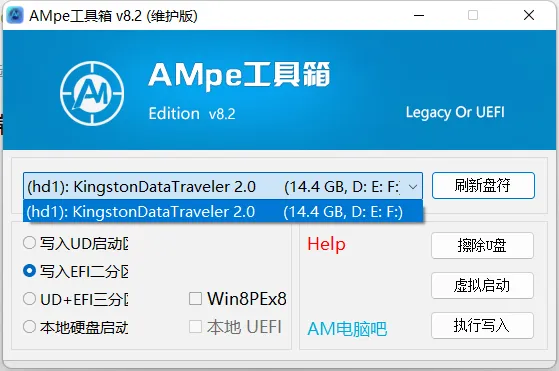 AMpe工具箱 v8.2 (维护版)
AM
AMpe工具箱
Edition v8.2
Legacy Or UEFI
(hd1): KingstonDataTraveler 2.0 (14.4 GB, D: E: F:)
刷新盘符
(hd1): KingstonDataTraveler 2.0 (14.4 GB, D: E: F:)
写入UD启动区
Help
擦除U盘
写入EFI二分区
虚拟启动
UD+EFI三分区
Win8PEx8
本地硬盘启动
本地 UEFI
AM电脑吧
执行写入